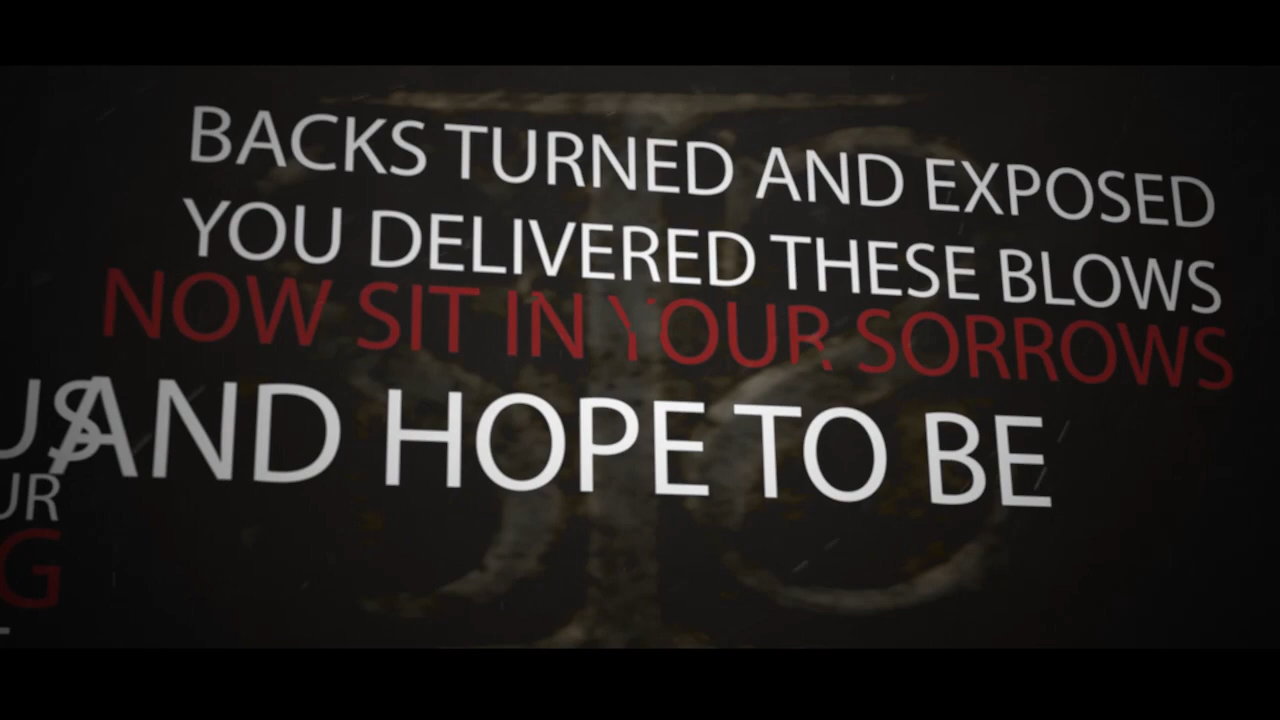 BACKS TURNED AND EXPOSED
YOU DELIVERED THESE BLOWS
NOW SIT IN YOUR SORROWS
AND HOPE TO BE